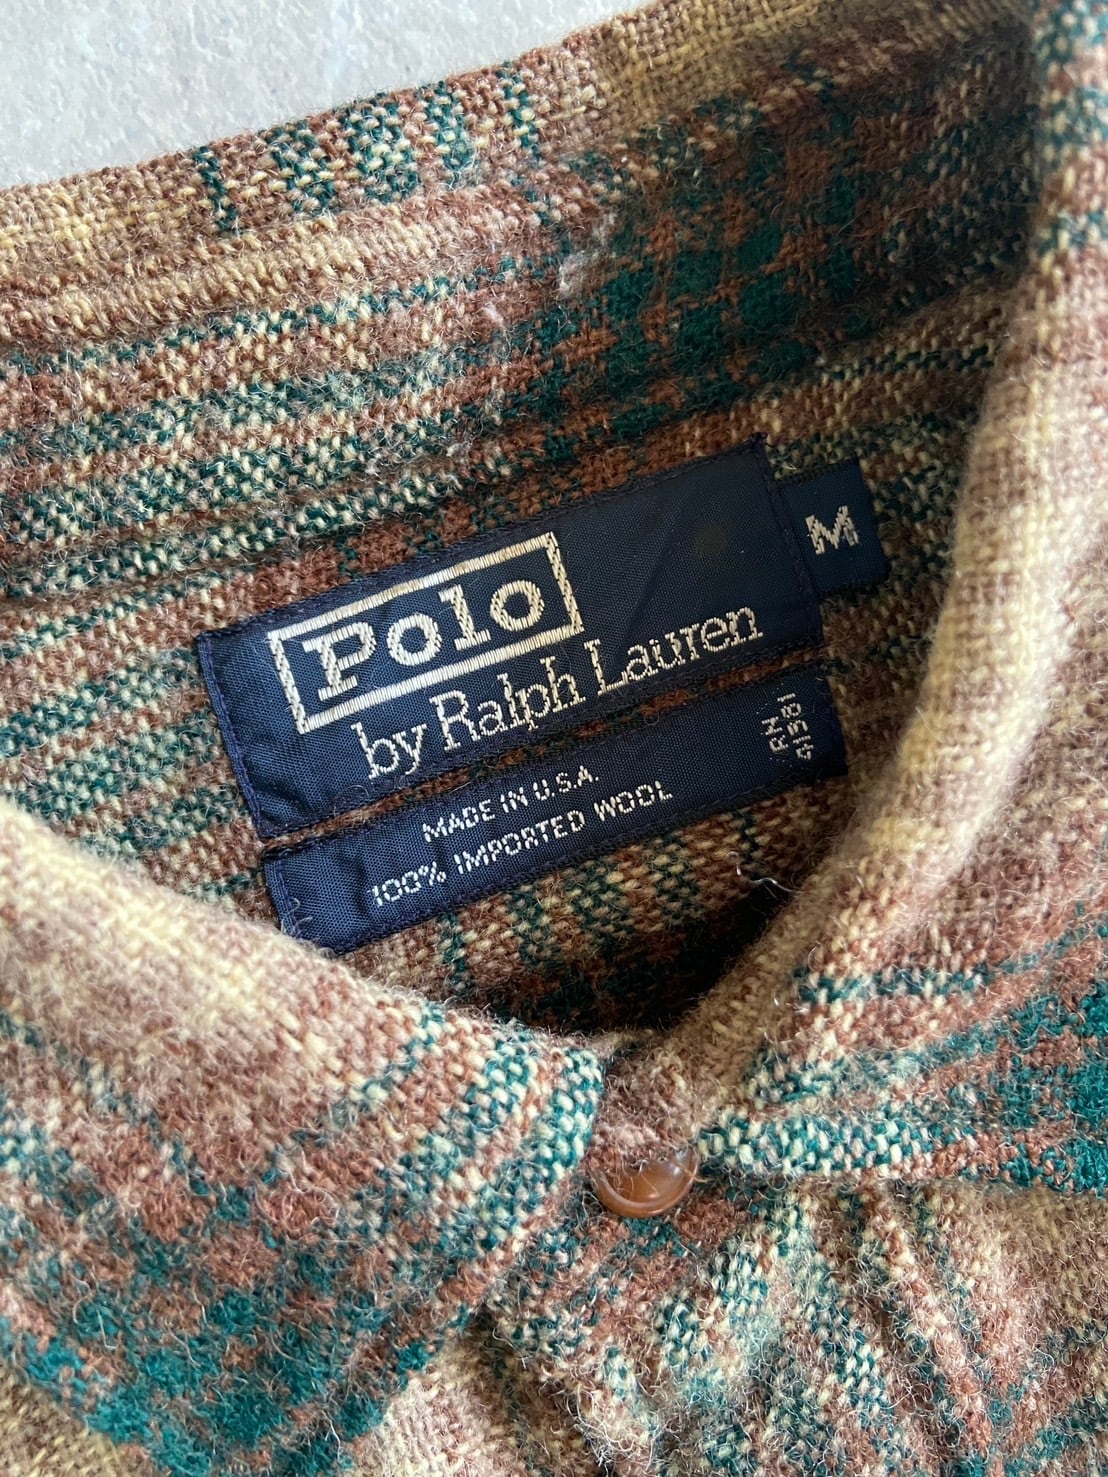 Polo
by Ralph Lauren
M
MADE IN U.S.A.
100% IMPORTED WOOL
RN
41381